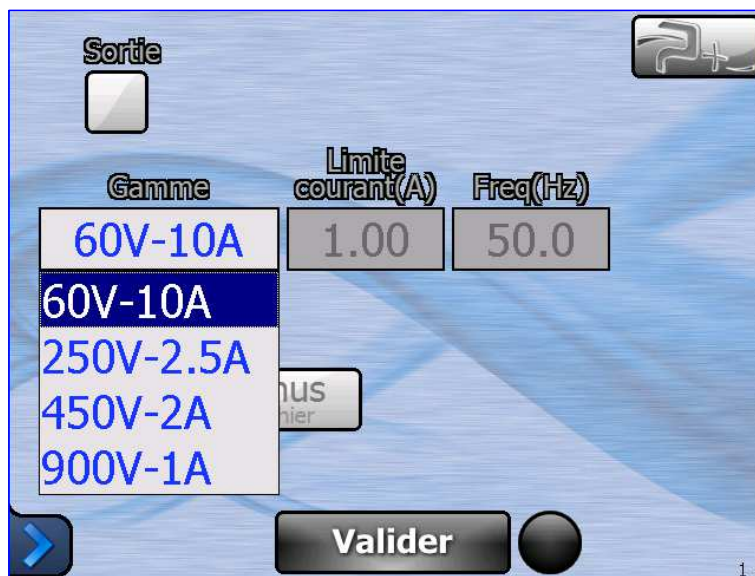 Sortie
Limite
Gamme courant(A) Freq(Hz)
60V-10A 1.00 50.0
60V-10A
250V-2.5A
450V-2A
900V-1A
Valider
1